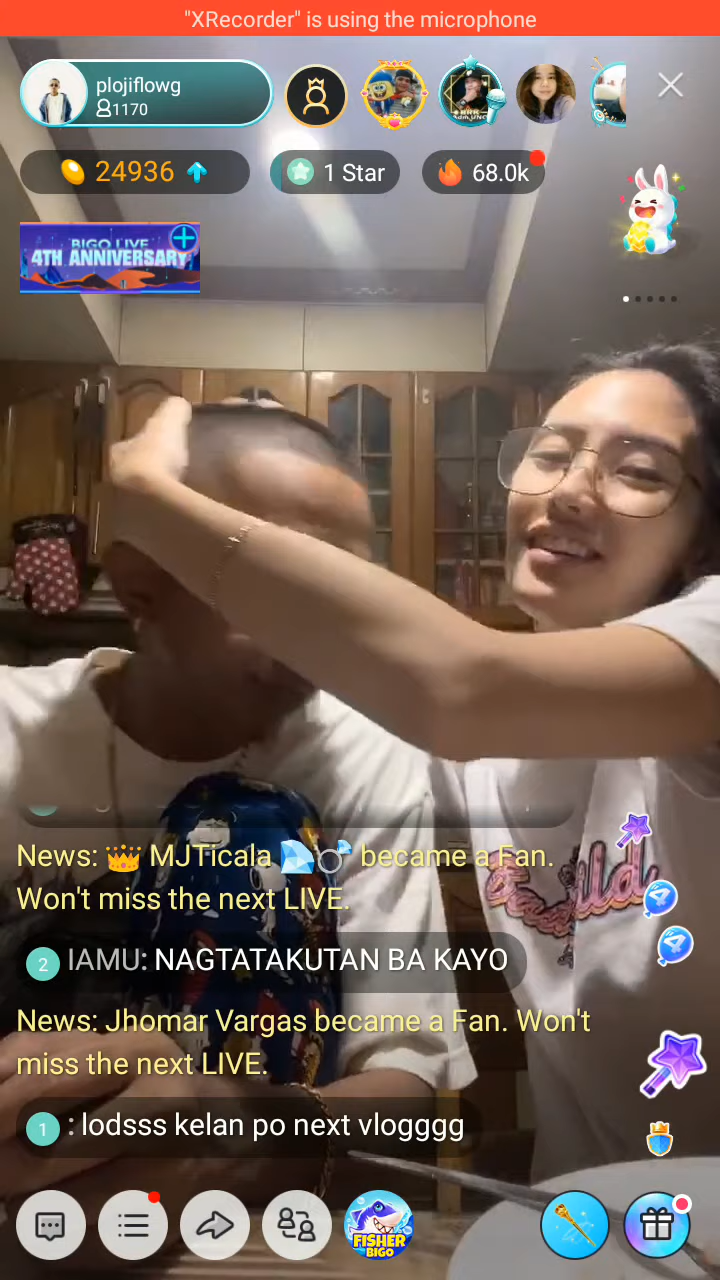 "XRecorder" is using the microphone
plojiflowg
1170
24936
1 Star
68.0k
BIGO LIVE
4TH ANNIVERSARY
News: 👑 MJTicala 💎💍 became a Fan.
Won't miss the next LIVE.
2 IAMU: NAGTATAKUTAN BA KAYO
4
4
News: Jhomar Vargas became a Fan. Won't
miss the next LIVE.
1 : lodsss kelan po next vlogggg
FISHER
BIGO